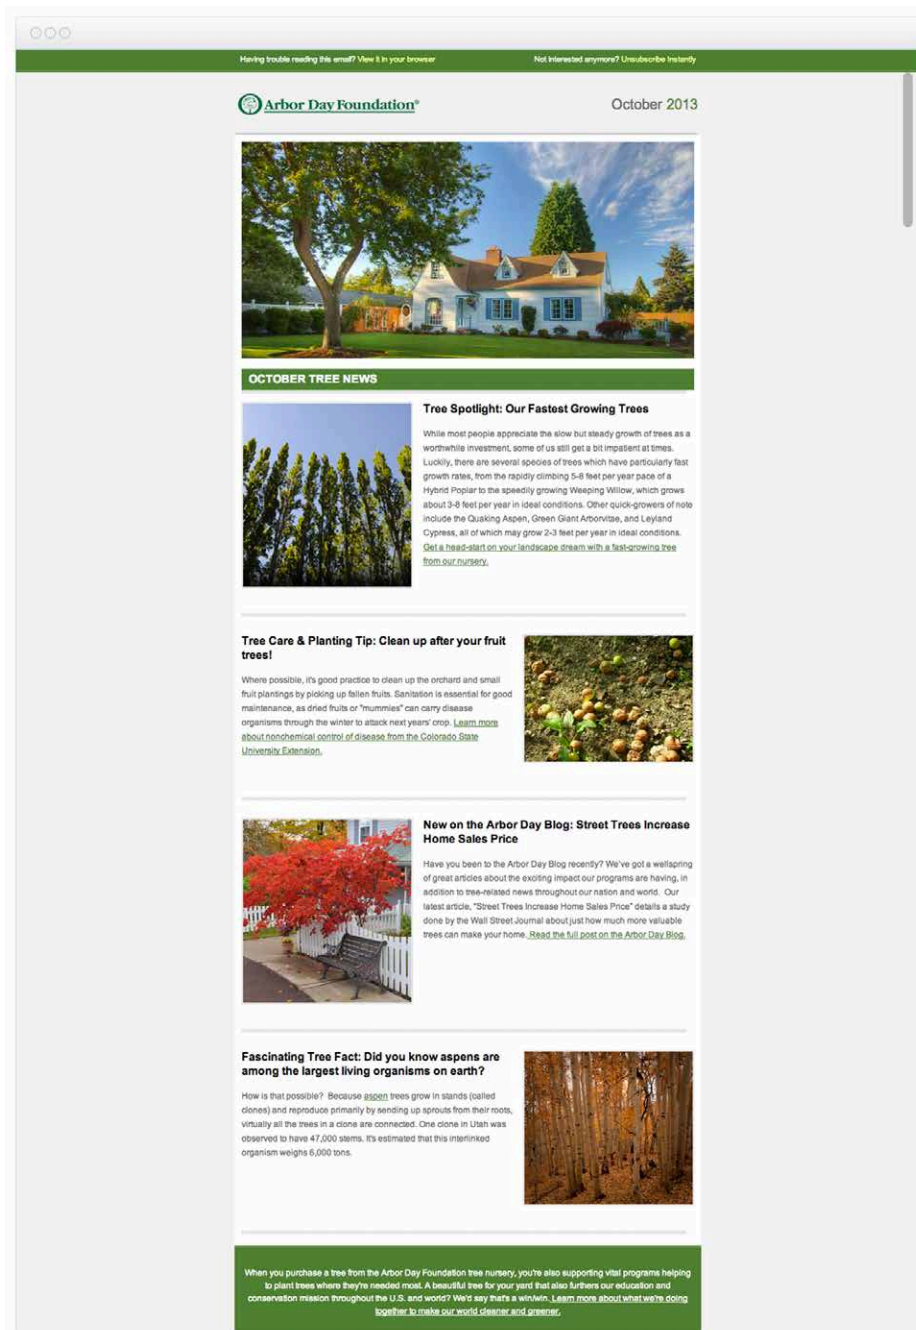 Having trouble reading this email? View it in your browser
Not Interested anymore? Unsubscribe Instantly
Arbor Day Foundation®
October 2013
OCTOBER TREE NEWS
Tree Spotlight: Our Fastest Growing Trees
While most people appreciate the slow but steady growth of trees as a
worthwhile investment, some of us still get a bit impatient at times.
Luckily, there are several species of trees which have particularly fast
growth rates, from the rapidly climbing 5-8 feet per year pace of a
Hybrid Poplar to the speedily growing Weeping Willow, which grows
about 3-8 feet per year in ideal conditions. Other quick-growers of note
include the Quaking Aspen, Green Giant Arborvitae, and Leyland
Cypress, all of which may grow 2-3 feet per year in ideal conditions.
Get a head-start on your landscape dream with a fast-growing tree
from our nursery.
Tree Care & Planting Tip: Clean up after your fruit
trees!
Where possible, it's good practice to clean up the orchard and small
fruit plantings by picking up fallen fruits. Sanitation is essential for good
maintenance, as dried fruits or "mummies" can carry disease
organisms through the winter to attack next years' crop. Learn more
about nonchemical control of disease from the Colorado State
University Extension.
New on the Arbor Day Blog: Street Trees Increase
Home Sales Price
Have you been to the Arbor Day Blog recently? We've got a wellspring
of great articles about the exciting impact our programs are having, in
addition to tree-related news throughout our nation and world. Our
latest article, "Street Trees Increase Home Sales Price" details a study
done by the Wall Street Journal about just how much more valuable
trees can make your home. Read the full post on the Arbor Day Blog.
Fascinating Tree Fact: Did you know aspens are
among the largest living organisms on earth?
How is that possible? Because aspen trees grow in stands (called
clones) and reproduce primarily by sending up sprouts from their roots,
virtually all the trees in a clone are connected. One clone in Utah was
observed to have 47,000 stems. It's estimated that this interlinked
organism weighs 6,000 tons.
When you purchase a tree from the Arbor Day Foundation tree nursery, you're also supporting vital programs helping
to plant trees where they're needed most. A beautiful tree for your yard that also furthers our education and
conservation mission throughout the U.S. and world? We'd say that's a win/win. Learn more about what we're doing
together to make our world cleaner and greener.